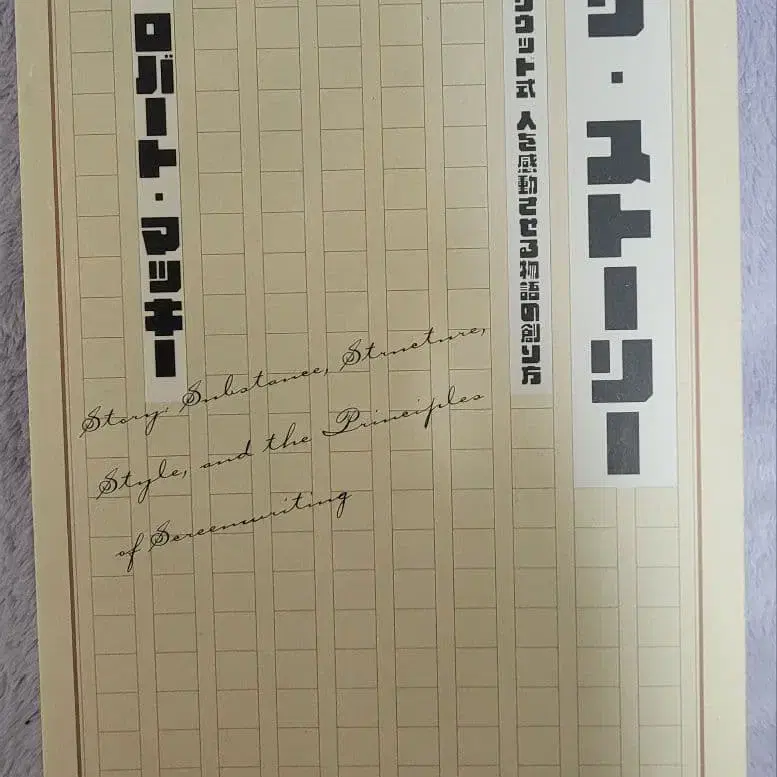 ・ストーリー
ウッド式 人を感動させる物語の創り方
ロバート・マッキー
Story: Substance, Structure,
Style, and the Principles
of Screenwriting